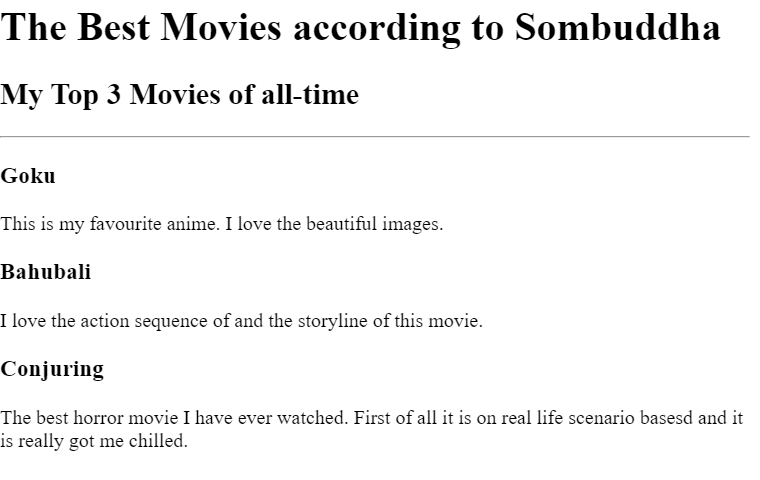 The Best Movies according to Sombuddha
My Top 3 Movies of all-time
Goku
This is my favourite anime. I love the beautiful images.
Bahubali
I love the action sequence of and the storyline of this movie.
Conjuring
The best horror movie I have ever watched. First of all it is on real life scenario basesd and it
is really got me chilled.